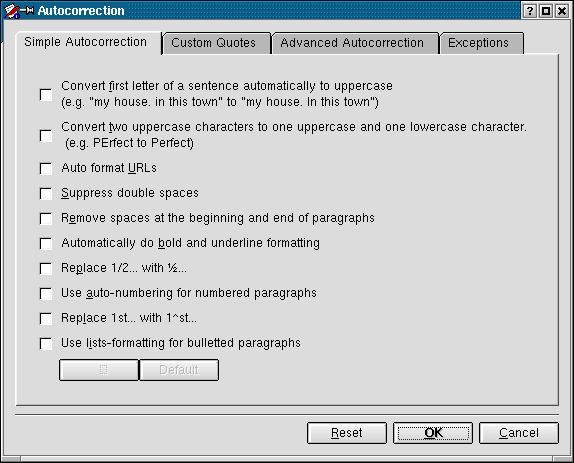 Autocorrection
Simple Autocorrection Custom Quotes Advanced Autocorrection Exceptions
Convert first letter of a sentence automatically to uppercase
(e.g. "my house. in this town" to "my house. In this town")
Convert two uppercase characters to one uppercase and one lowercase character.
(e.g. PErfect to Perfect)
Auto format URLs
Suppress double spaces
Remove spaces at the beginning and end of paragraphs
Automatically do bold and underline formatting
Replace 1/2... with ½...
Use auto-numbering for numbered paragraphs
Replace 1st... with 1^st...
Use lists-formatting for bulletted paragraphs
Default
Reset OK Cancel